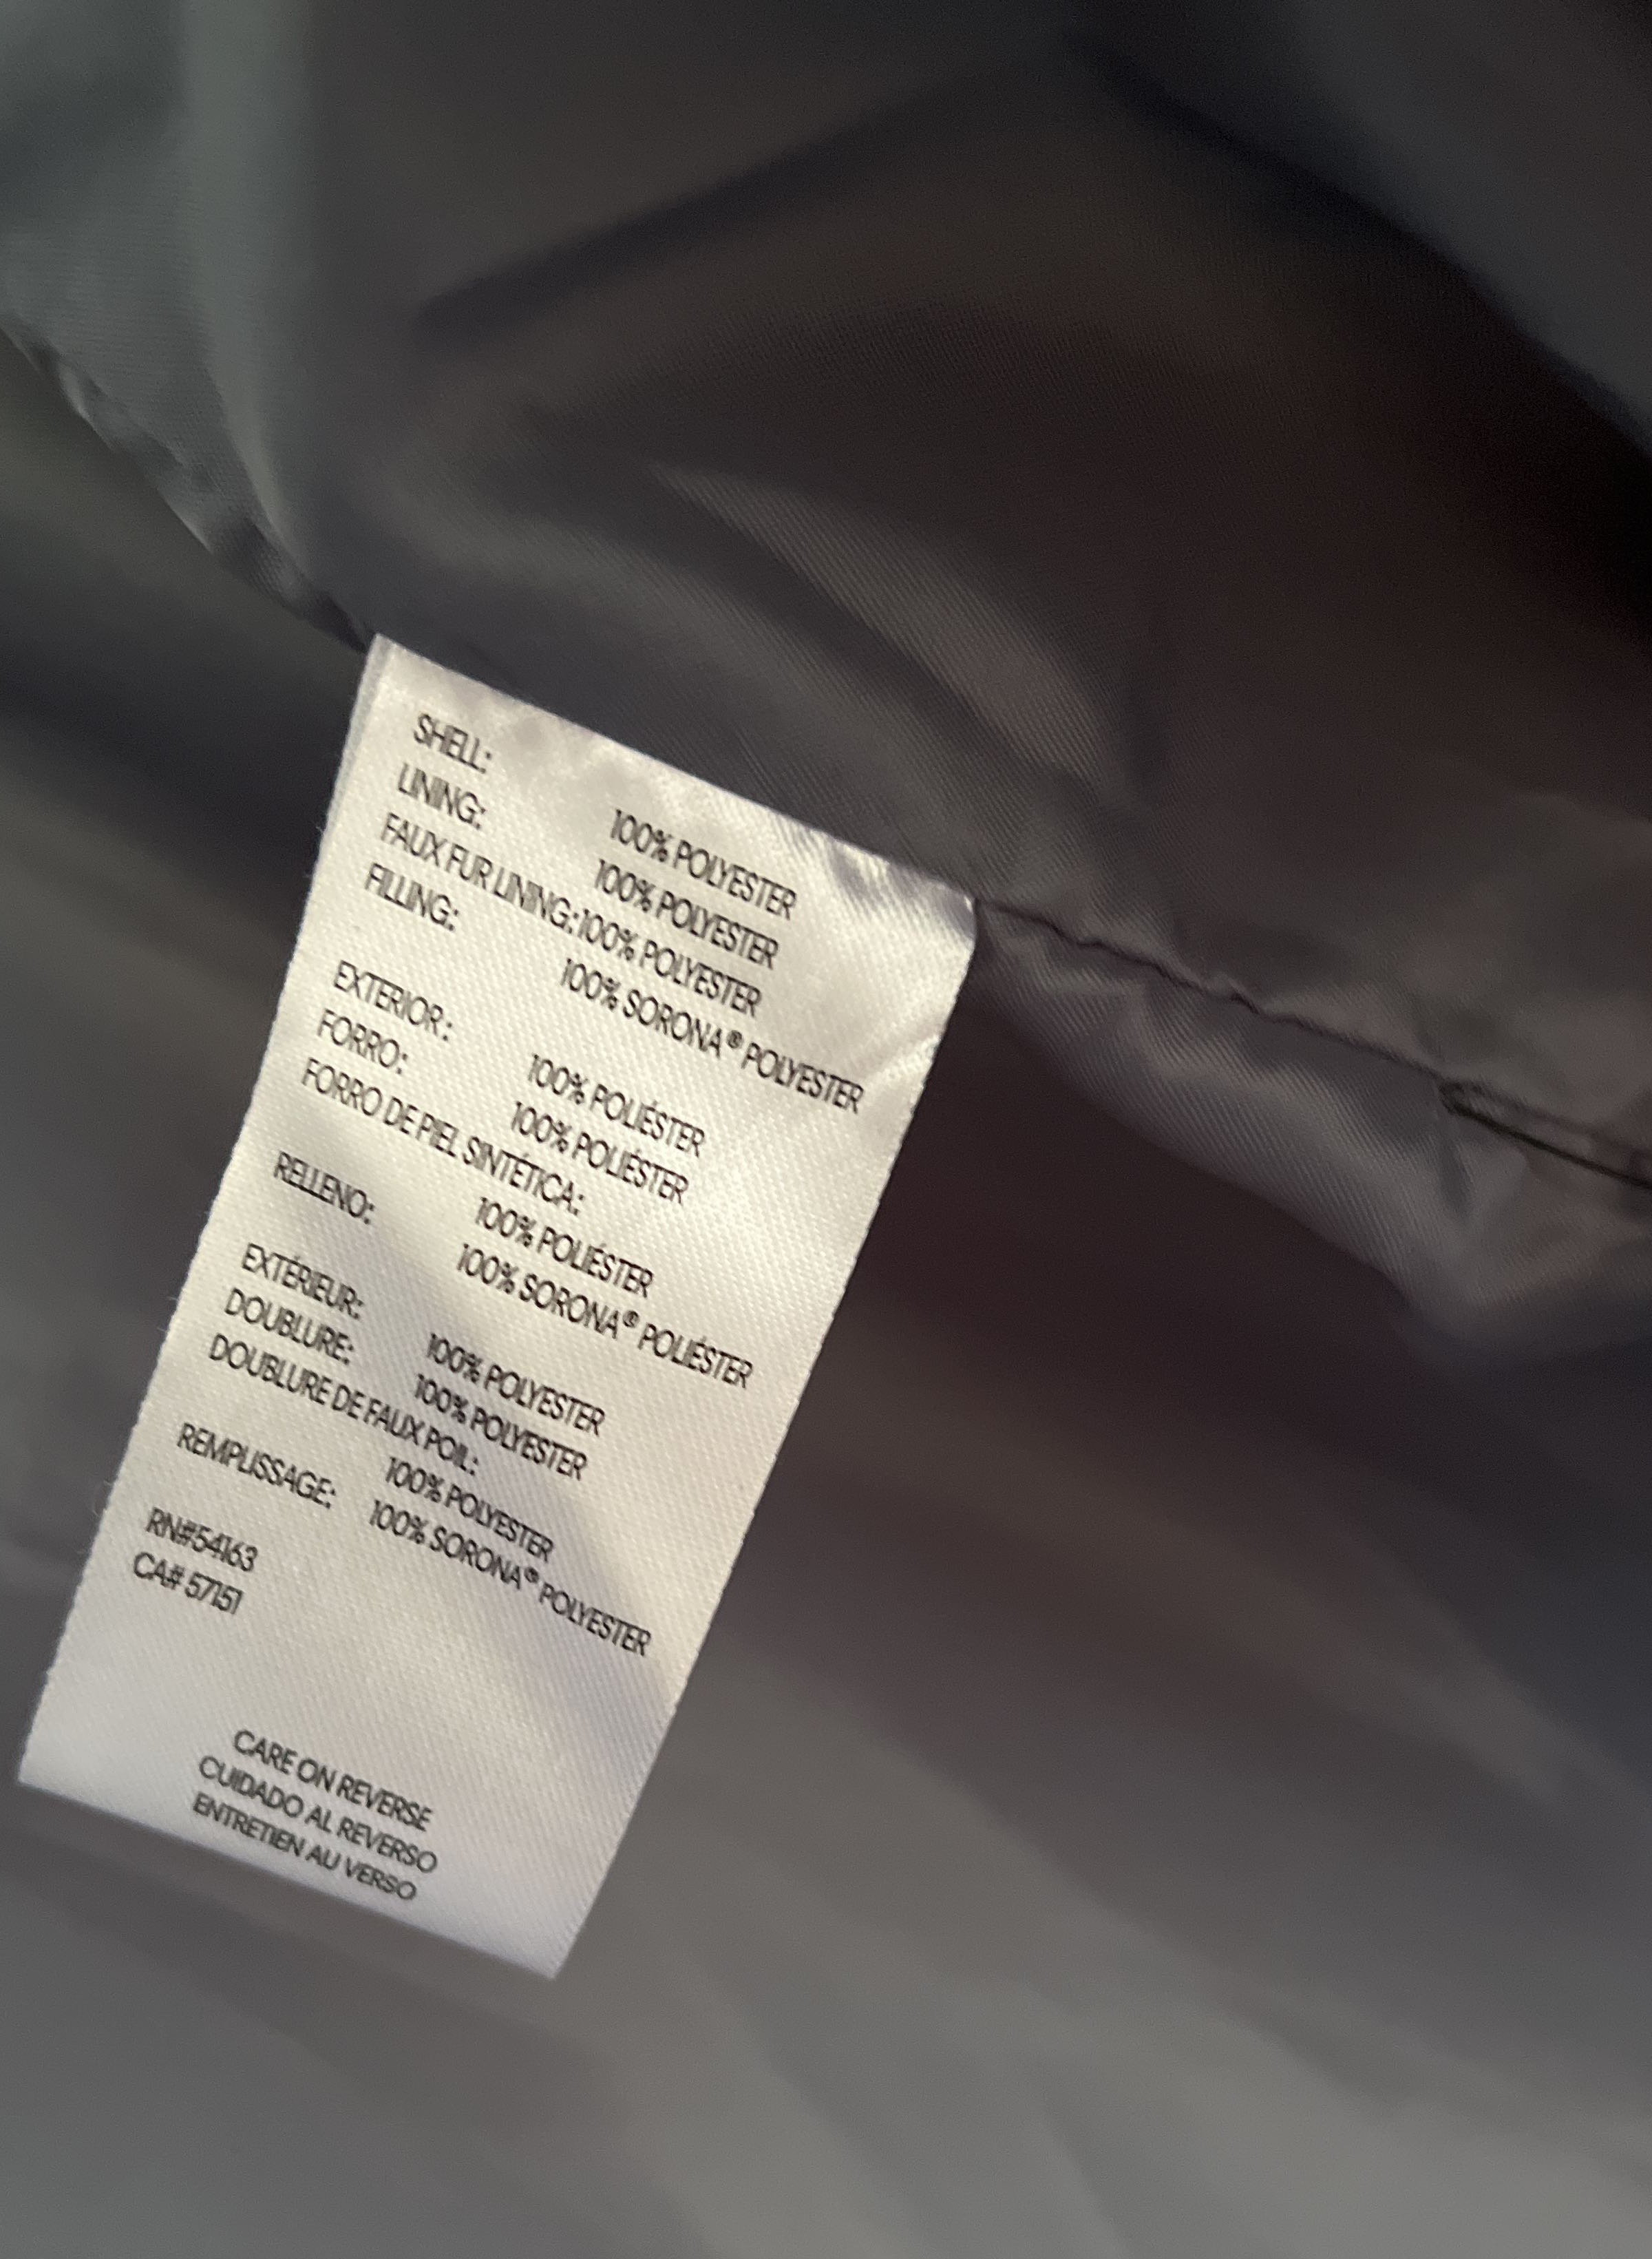 SHELL: 100% POLYESTER
LINING: 100% POLYESTER
FAUX FUR LINING: 100% POLYESTER
FILLING: 100% SORONA® POLYESTER
EXTERIOR: 100% POLIÉSTER
FORRO: 100% POLIÉSTER
FORRO DE PIEL SINTÉTICA:
100% POLIÉSTER
RELLENO: 100% SORONA® POLIÉSTER
EXTÉRIEUR: 100% POLYESTER
DOUBLURE: 100% POLYESTER
DOUBLURE DE FAUX POIL:
100% POLYESTER
REMPLISSAGE: 100% SORONA® POLYESTER
RN#54163
CA# 57151
CARE ON REVERSE
CUIDADO AL REVERSO
ENTRETIEN AU VERSO